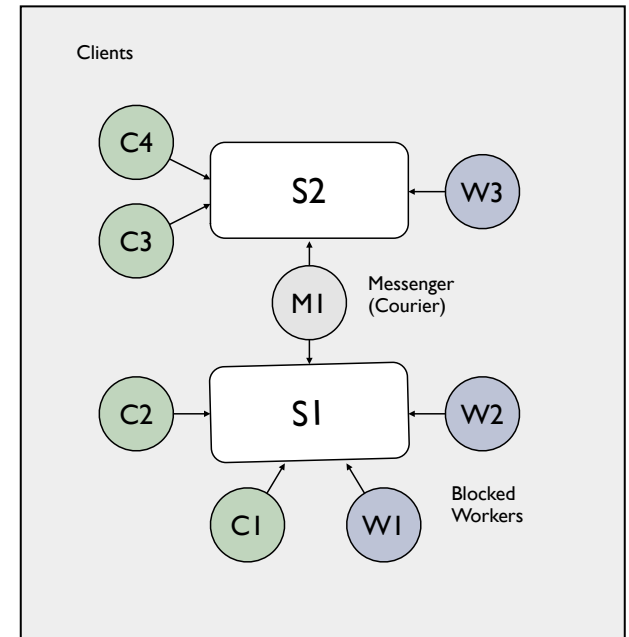 Clients
C4
S2
W3
C3
M1
Messenger
(Courier)
C2
S1
W2
C1
W1
Blocked
Workers